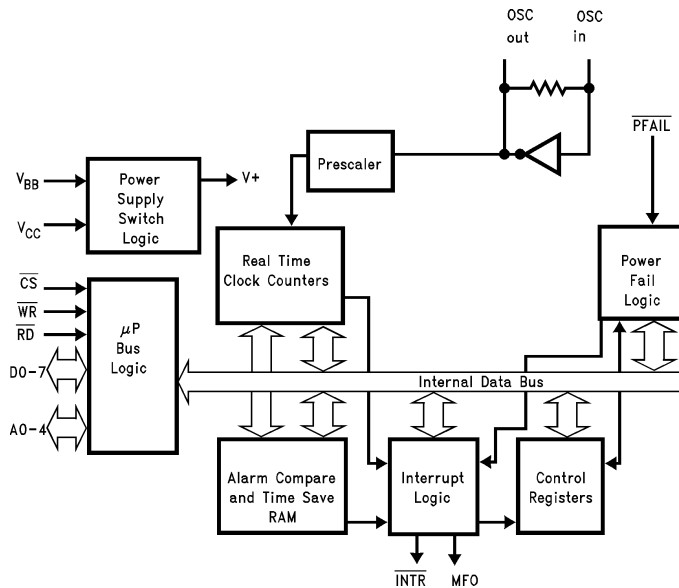 OSC OSC
out in
PFAIL
Prescaler
VBB
VCC
Power
Supply
Switch
Logic
V+
Real Time
Clock Counters
Power
Fail
Logic
CS
WR
RD
D0-7
A0-4
μP
Bus
Logic
Internal Data Bus
Alarm Compare
and Time Save
RAM
Interrupt
Logic
Control
Registers
INTR
MFO